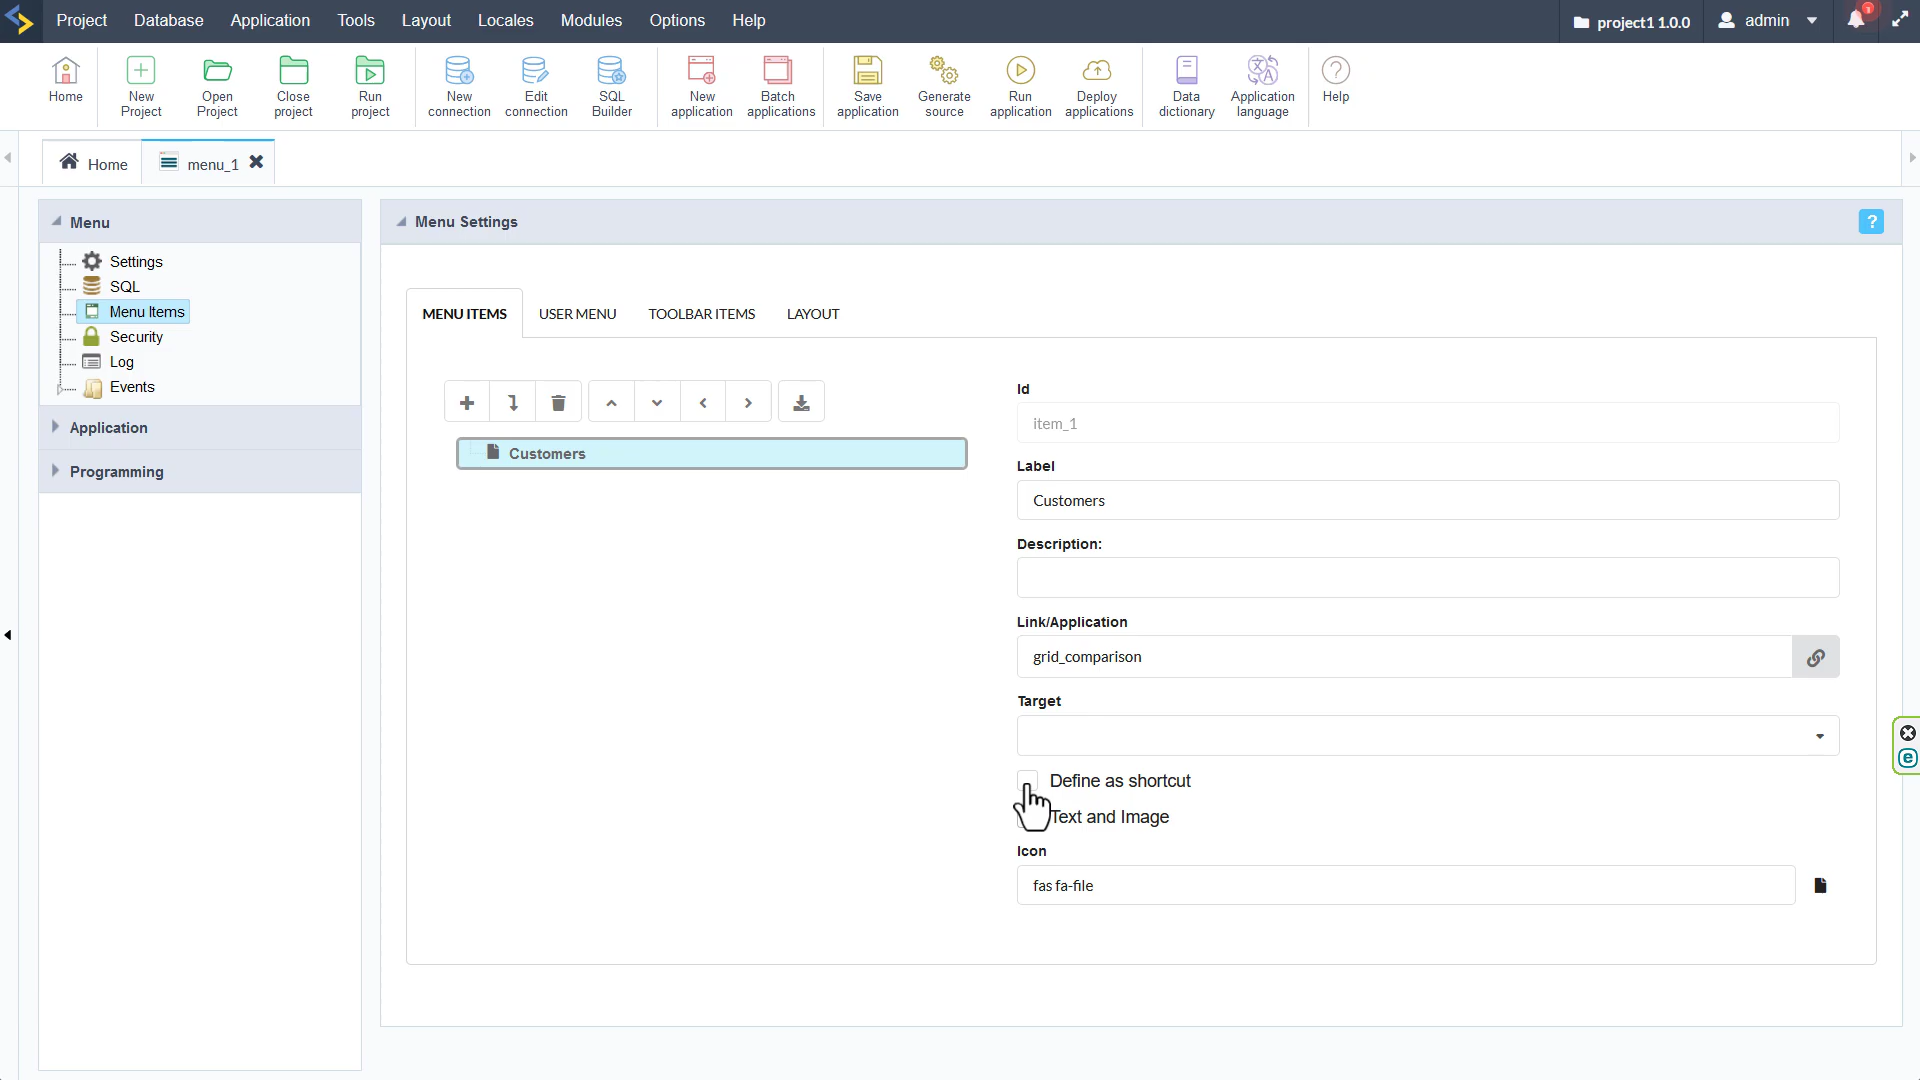 Project Database Application Tools Layout Locales Modules Options Help
project1 1.0.0
admin
1
Home
New Project
Open Project
Close project
Run project
New connection
Edit connection
SQL Builder
New application
Batch applications
Save application
Generate source
Run application
Deploy applications
Data dictionary
Application language
Help
Home
menu_1
Menu
Settings
SQL
Menu Items
Security
Log
Events
Application
Programming
Menu Settings
?
MENU ITEMS USER MENU TOOLBAR ITEMS LAYOUT
Customers
Id
item_1
Label
Customers
Description:
Link/Application
grid_comparison
Target
Define as shortcut
Text and Image
Icon
fas fa-file